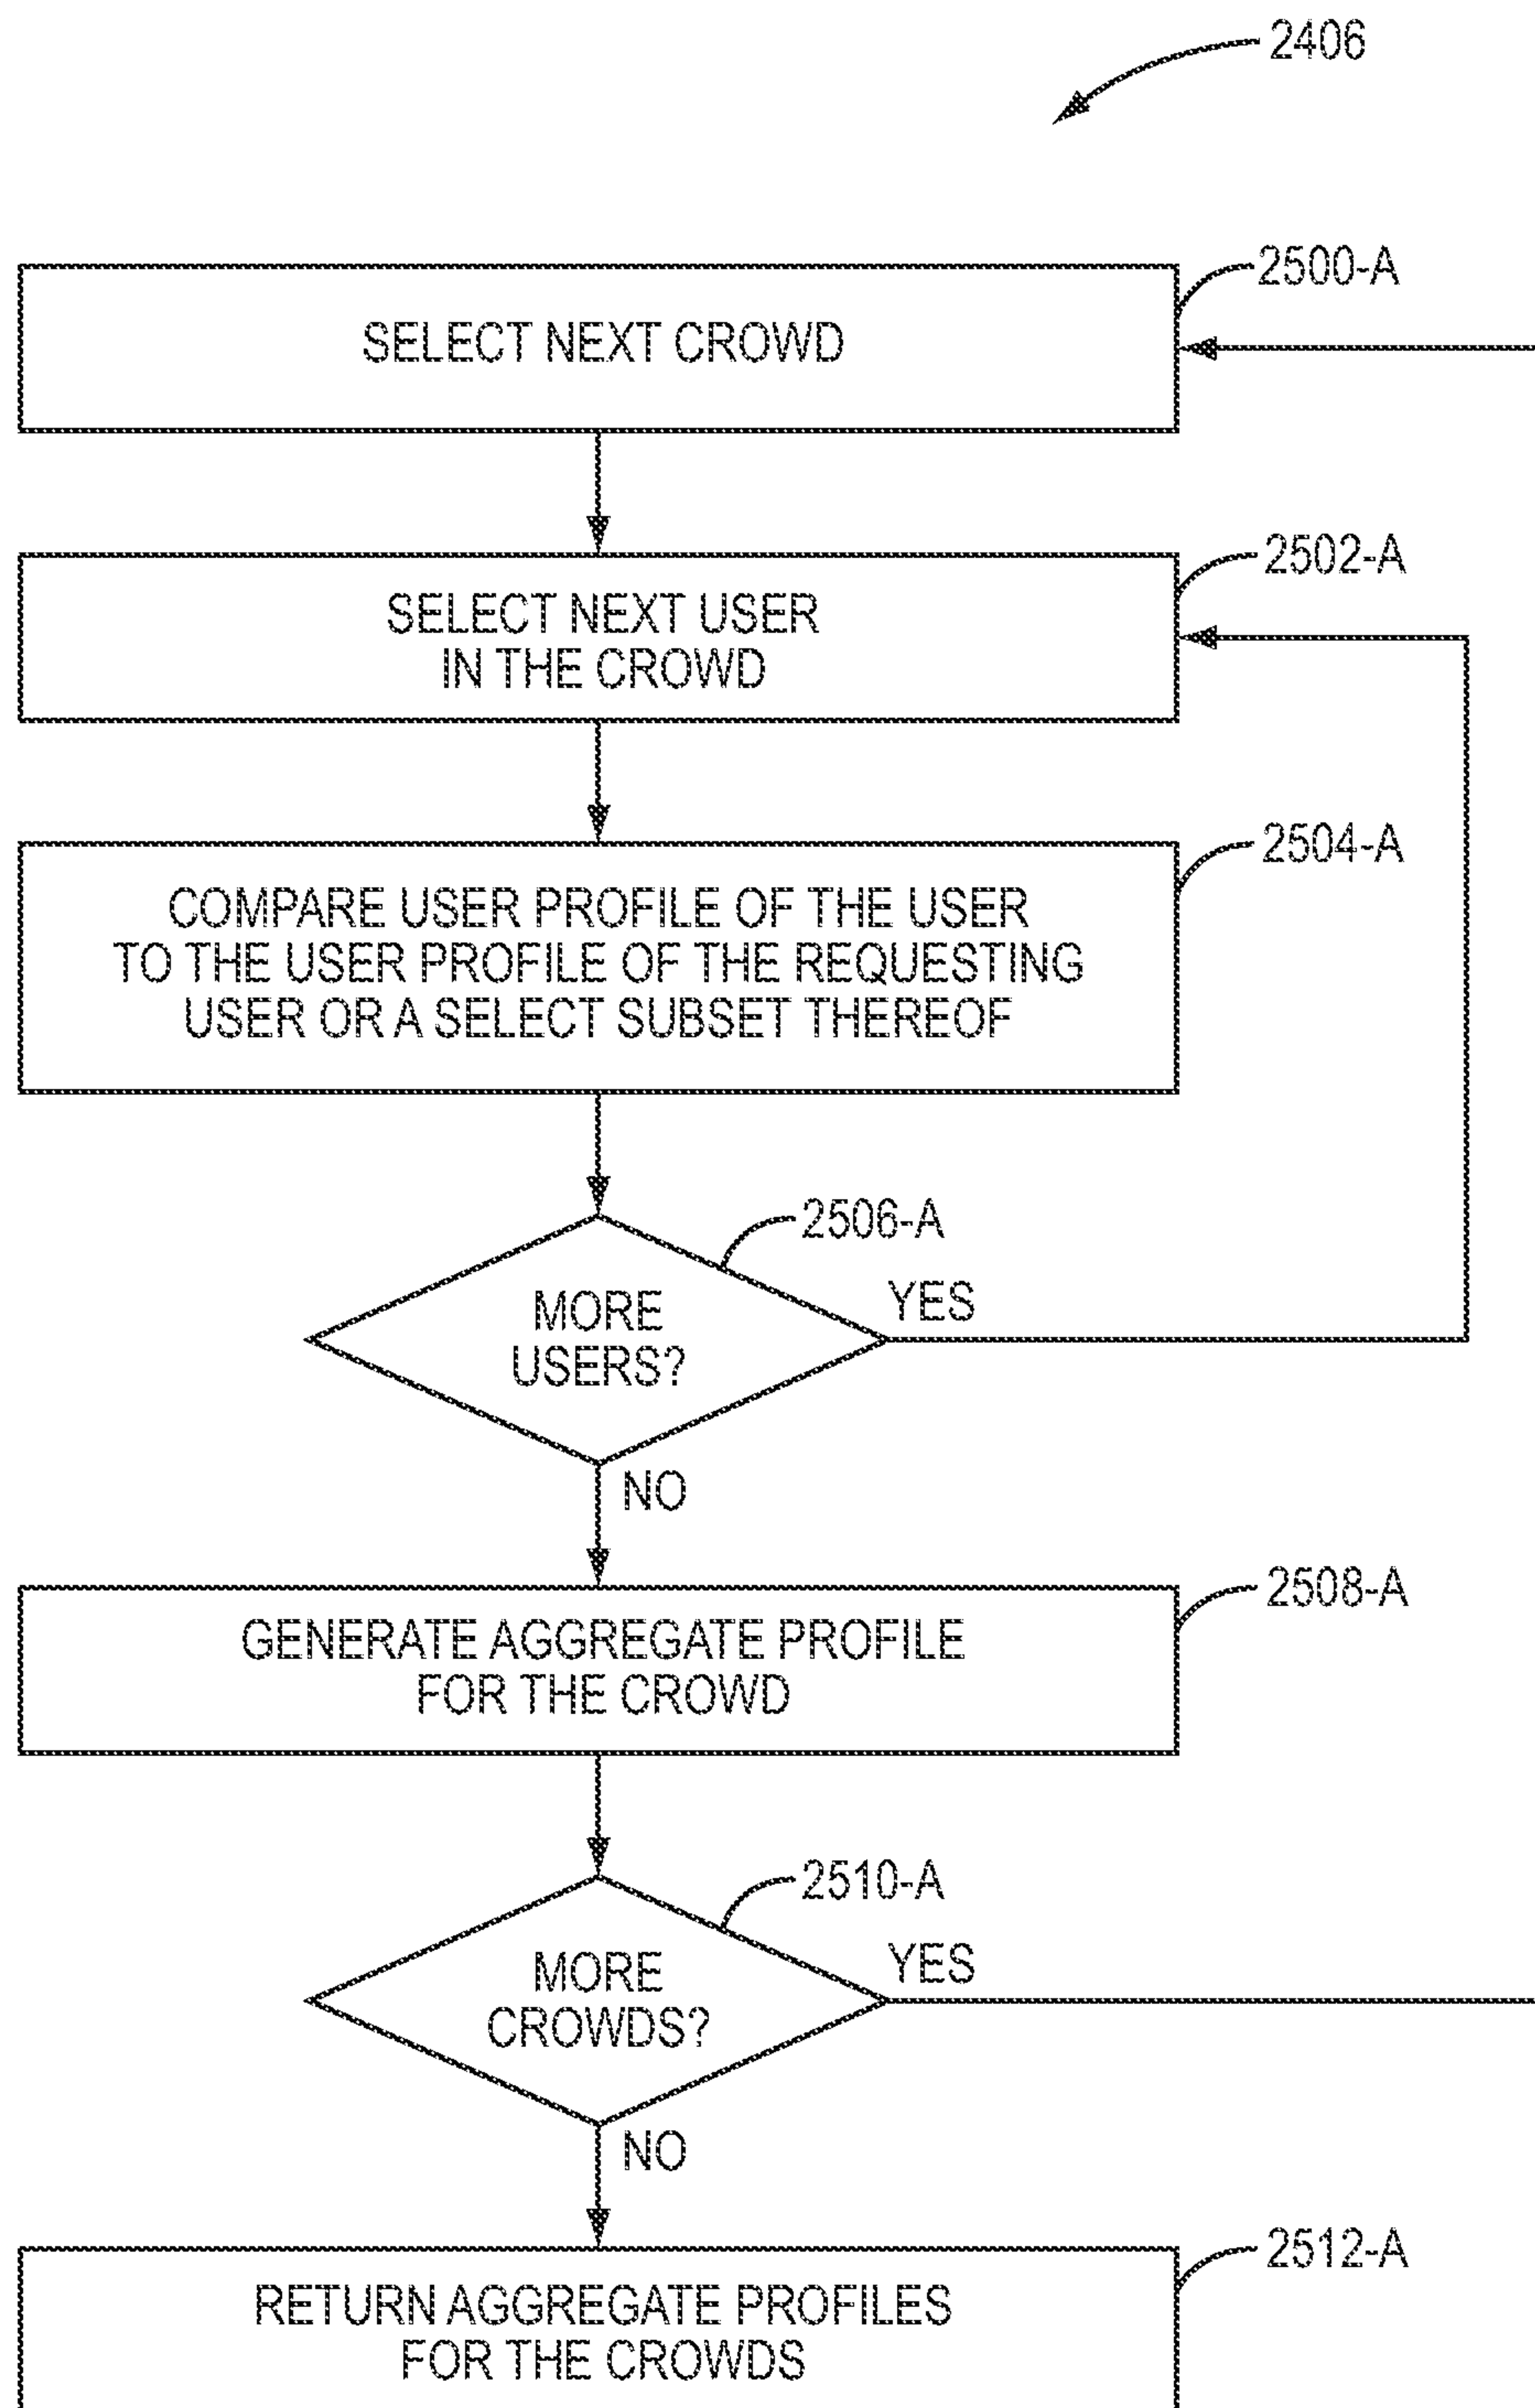 2406
2500-A
SELECT NEXT CROWD
2502-A
SELECT NEXT USER
IN THE CROWD
2504-A
COMPARE USER PROFILE OF THE USER
TO THE USER PROFILE OF THE REQUESTING
USER OR A SELECT SUBSET THEREOF
2506-A
MORE
USERS?
YES
NO
2508-A
GENERATE AGGREGATE PROFILE
FOR THE CROWD
2510-A
MORE
CROWDS?
YES
NO
2512-A
RETURN AGGREGATE PROFILES
FOR THE CROWDS